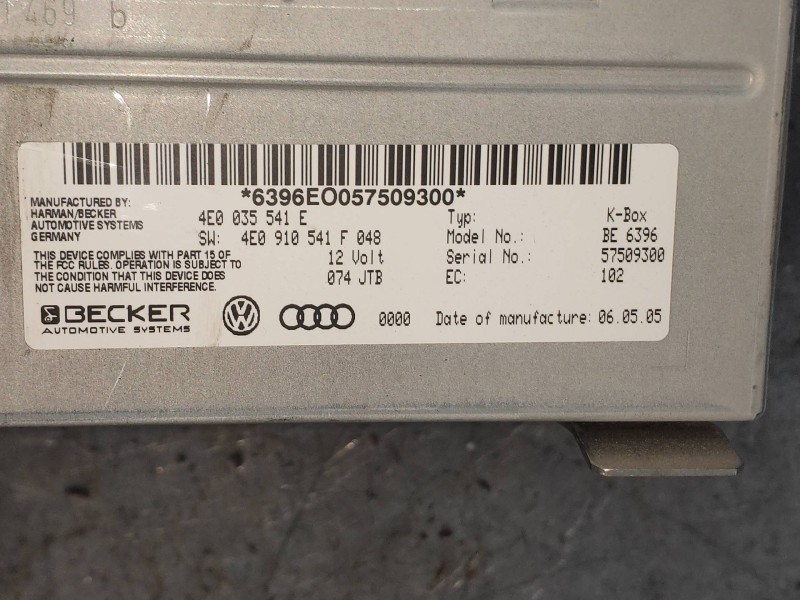 469 b
*6396EO057509300*
MANUFACTURED BY:
HARMAN/BECKER
AUTOMOTIVE SYSTEMS
GERMANY
4E0 035 541 E
SW: 4E0 910 541 F 048
12 Volt
074 JTB
Typ: K-Box
Model No.: BE 6396
Serial No.: 57509300
EC: 102
THIS DEVICE COMPLIES WITH PART 15 OF
THE FCC RULES. OPERATION IS SUBJECT TO
THE CONDITION THAT THIS DEVICE DOES
NOT CAUSE HARMFUL INTERFERENCE.
BECKER
AUTOMOTIVE SYSTEMS
0000 Date of manufacture: 06.05.05